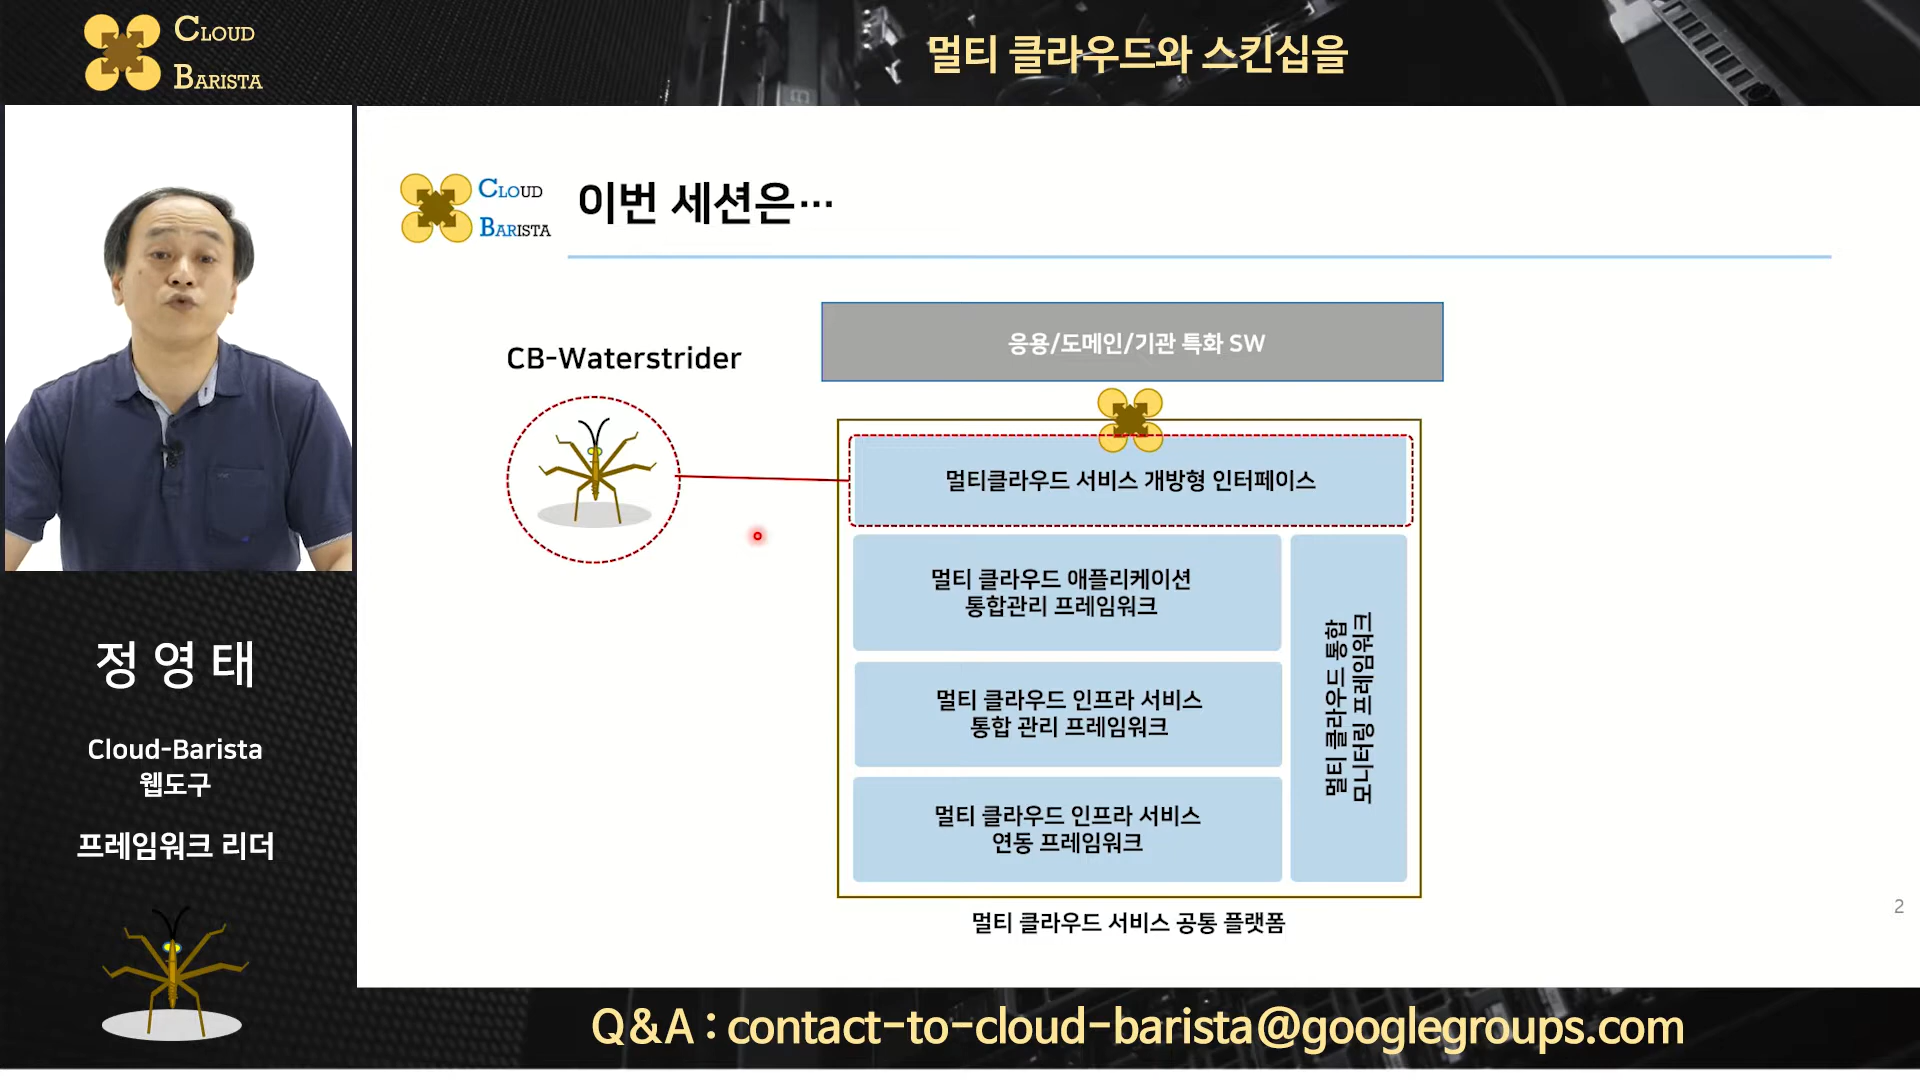 CLOUD
BARISTA
멀티 클라우드와 스킨십을
CLOUD
BARISTA
이번 세션은…
CB-Waterstrider
응용/도메인/기관 특화 SW
멀티클라우드 서비스 개방형 인터페이스
멀티 클라우드 애플리케이션
통합관리 프레임워크
멀티 클라우드 인프라 서비스
통합 관리 프레임워크
멀티 클라우드 인프라 서비스
연동 프레임워크
멀티 클라우드 통합
모니터링 프레임워크
멀티 클라우드 서비스 공통 플랫폼
2
정 영 태
Cloud-Barista
웹도구
프레임워크 리더
Q&A : contact-to-cloud-barista@googlegroups.com